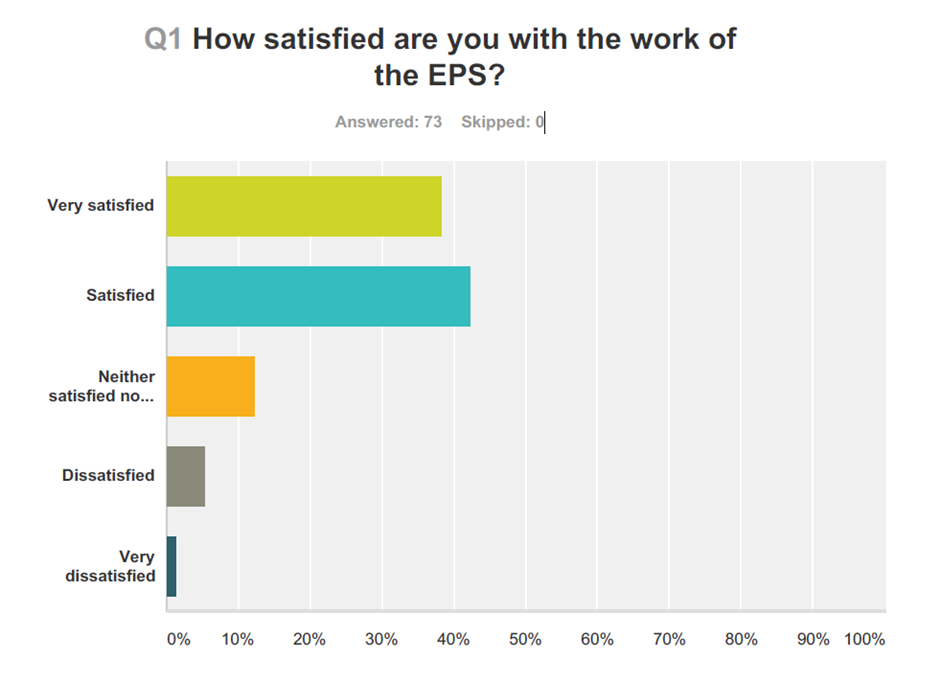 Q1 How satisfied are you with the work of
the EPS?
Answered: 73 Skipped: 0
Very satisfied
Satisfied
Neither
satisfied no...
Dissatisfied
Very
dissatisfied
0% 10% 20% 30% 40% 50% 60% 70% 80% 90% 100%